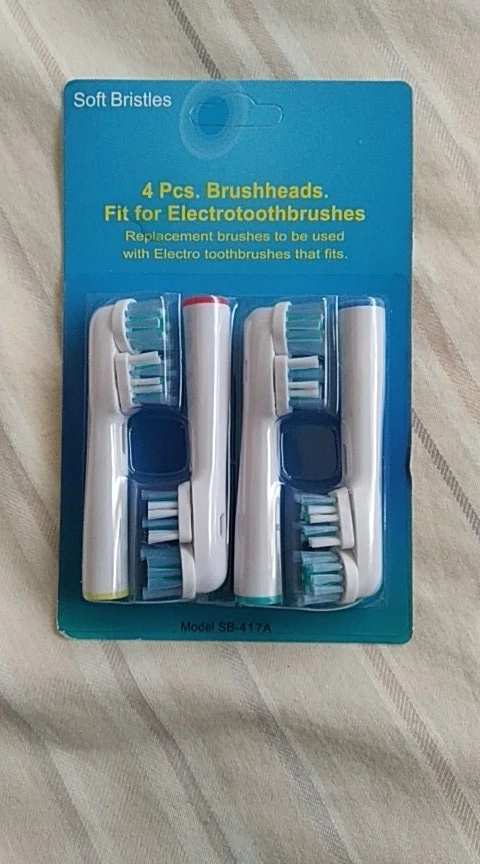 Soft Bristles
4 Pcs. Brushheads.
Fit for Electrotoothbrushes
Replacement brushes to be used
with Electro toothbrushes that fits.
Model SB-417A